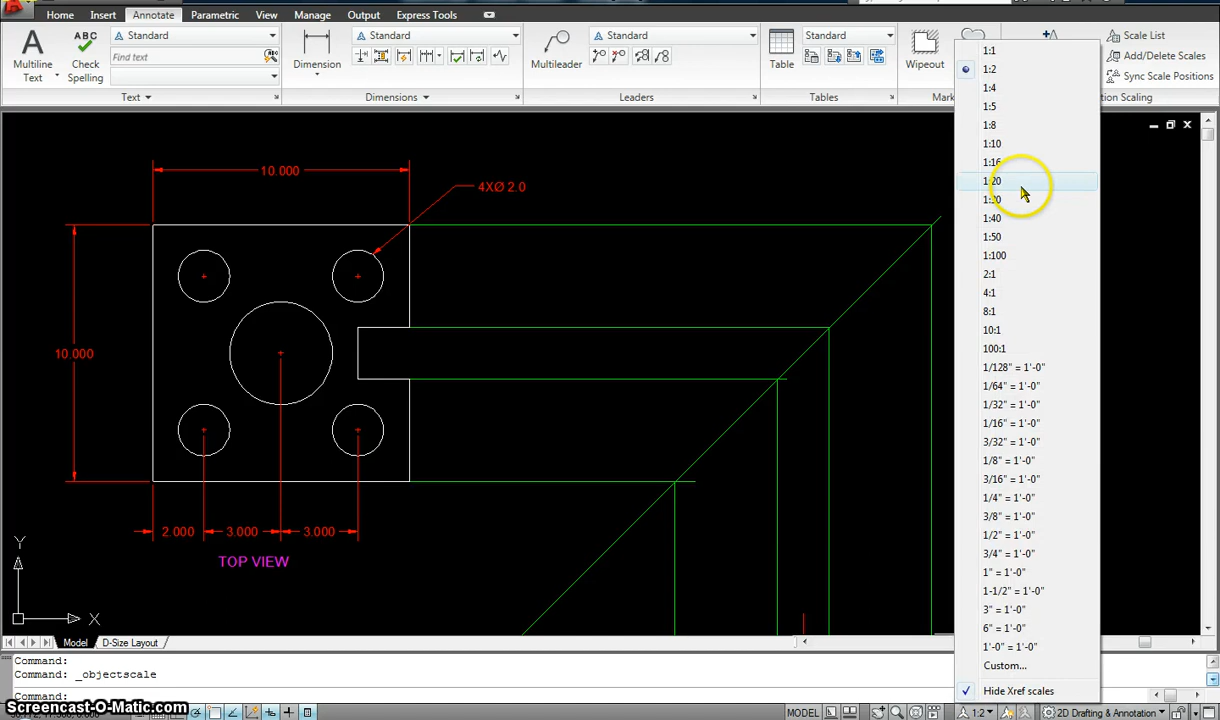 Home Insert Annotate Parametric View Manage Output Express Tools
Standard Standard Standard Standard Scale List
Find text
Add/Delete Scales
Multiline Text Check Spelling Dimension Multileader Table Wipeout
Sync Scale Positions
Text Dimensions Leaders Tables Mark ion Scaling
1:1
1:2
1:4
1:5
1:8
1:10
1:16
1:20
1:30
1:40
1:50
1:100
2:1
4:1
8:1
10:1
100:1
1/128" = 1'-0"
1/64" = 1'-0"
1/32" = 1'-0"
1/16" = 1'-0"
3/32" = 1'-0"
1/8" = 1'-0"
3/16" = 1'-0"
1/4" = 1'-0"
3/8" = 1'-0"
1/2" = 1'-0"
3/4" = 1'-0"
1" = 1'-0"
1-1/2" = 1'-0"
3" = 1'-0"
6" = 1'-0"
1'-0" = 1'-0"
Custom...
Hide Xref scales
10.000
4XØ 2.0
10.000
2.000 3.000 3.000
TOP VIEW
Y
X
Model D-Size Layout
Command:
Command: _objectscale
Command:
Screencast-O-Matic.com
MODEL 1:2 2D Drafting & Annotation